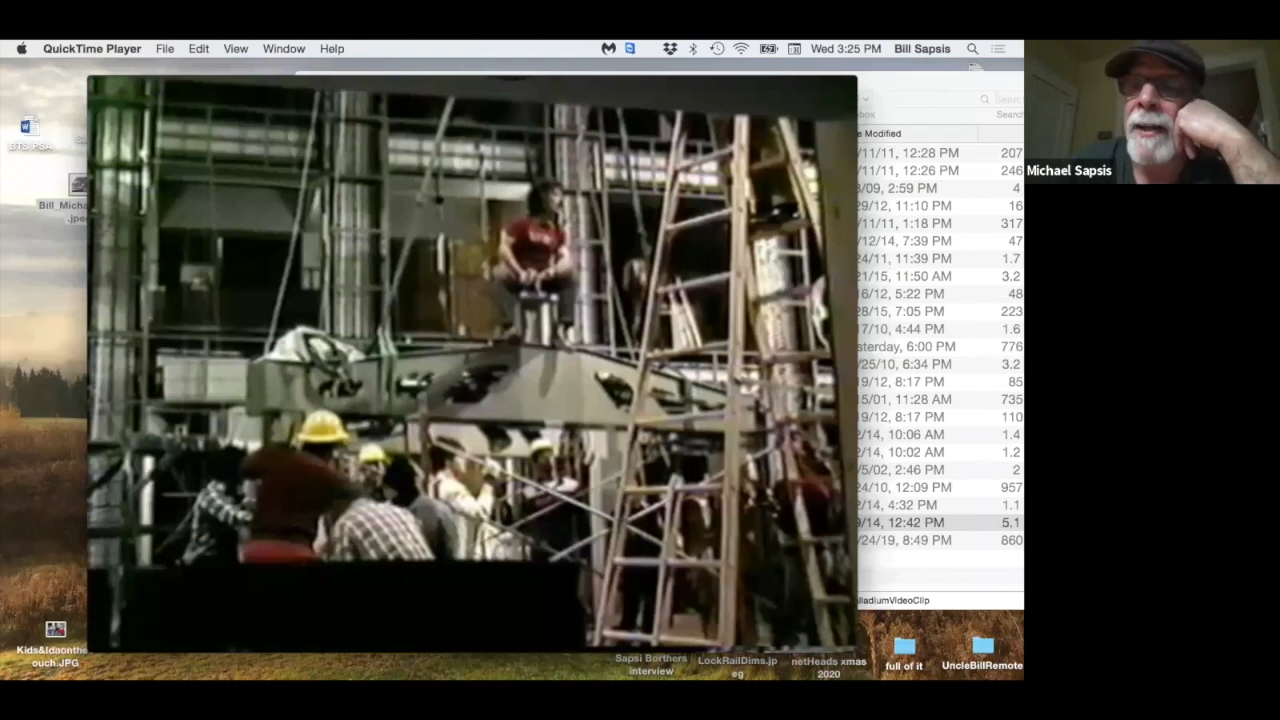 QuickTime Player File Edit View Window Help Wed 3:25 PM Bill Sapsis
Michael Sapsis
BTS_PSA
Bill_Micha
.jpe
Sear
box
Search
e Modified
/11/11, 12:28 PM 207
/11/11, 12:26 PM 246
/09, 2:59 PM 4
29/12, 11:10 PM 16
/11/11, 1:18 PM 317
/12/14, 7:39 PM 47
24/11, 11:39 PM 1.7
21/15, 11:50 AM 3.2
16/12, 5:22 PM 48
28/15, 7:05 PM 223
17/10, 4:44 PM 1.6
sterday, 6:00 PM 776
/25/10, 6:34 PM 3.2
19/12, 8:17 PM 85
15/01, 11:28 AM 735
19/12, 8:17 PM 110
2/14, 10:06 AM 1.4
2/14, 10:02 AM 1.2
/5/02, 2:46 PM 2
24/10, 12:09 PM 957
2/14, 4:32 PM 1.1
9/14, 12:42 PM 5.1
/24/19, 8:49 PM 860
lladiumVideoClip
Kids&Idaonthe
ouch.JPG
Sapsi Borthers
interview
LockRailDims.jp
eg
netHeads xmas
2020
full of it
UncleBillRemote